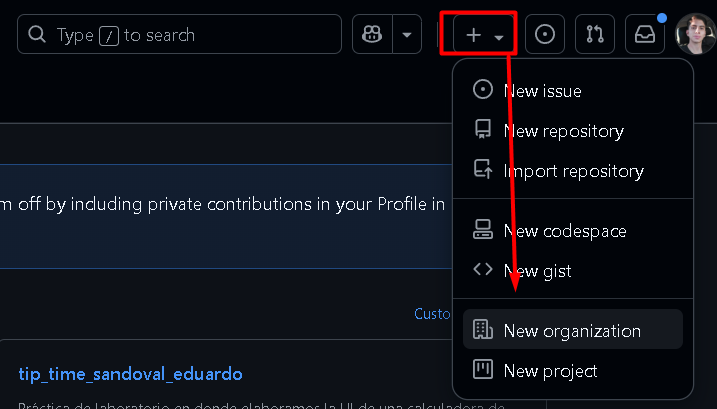 Type / to search
New issue
New repository
Import repository
m off by including private contributions in your Profile in
New codespace
New gist
Custo
New organization
tip_time_sandoval_eduardo
New project
Práctica de laboratorio en donde elaboramos la UI de una calculadora de